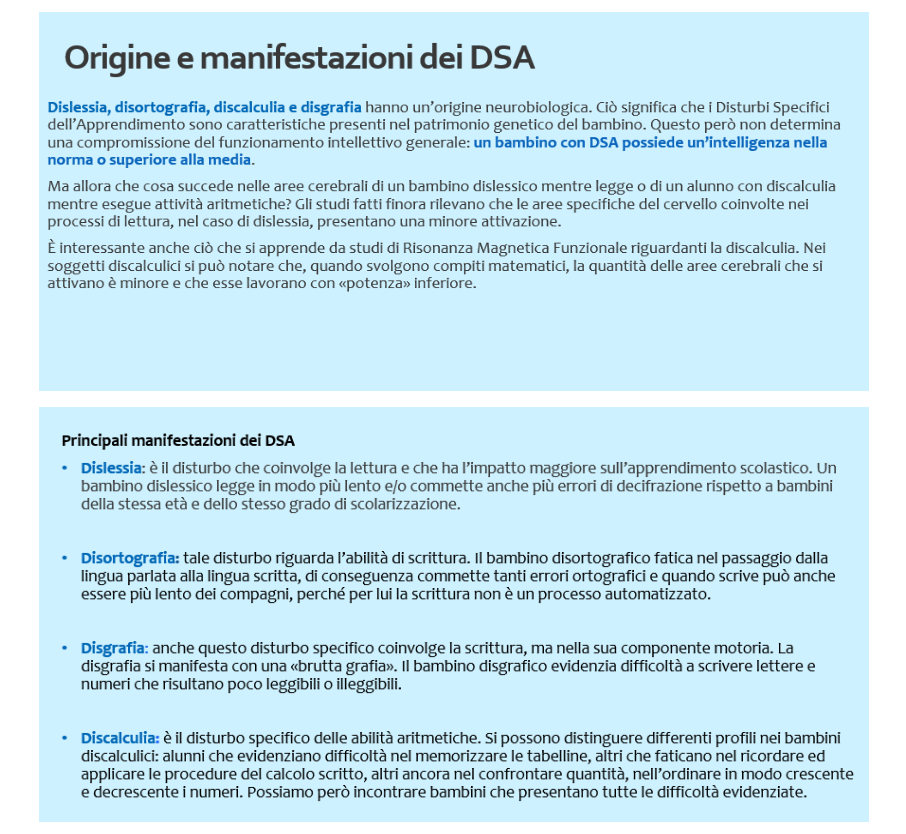 Origine e manifestazioni dei DSA
Dislessia, disortografia, discalculia e disgrafia hanno un'origine neurobiologica. Ciò significa che i Disturbi Specifici
dell'Apprendimento sono caratteristiche presenti nel patrimonio genetico del bambino. Questo però non determina
una compromissione del funzionamento intellettivo generale: un bambino con DSA possiede un'intelligenza nella
norma o superiore alla media.
Ma allora che cosa succede nelle aree cerebrali di un bambino dislessico mentre legge o di un alunno con discalculia
mentre esegue attività aritmetiche? Gli studi fatti finora rilevano che le aree specifiche del cervello coinvolte nei
processi di lettura, nel caso di dislessia, presentano una minore attivazione.
È interessante anche ciò che si apprende da studi di Risonanza Magnetica Funzionale riguardanti la discalculia. Nei
soggetti discalculici si può notare che, quando svolgono compiti matematici, la quantità delle aree cerebrali che si
attivano è minore e che esse lavorano con «potenza» inferiore.
Principali manifestazioni dei DSA
• Dislessia: è il disturbo che coinvolge la lettura e che ha l'impatto maggiore sull'apprendimento scolastico. Un
bambino dislessico legge in modo più lento e/o commette anche più errori di decifrazione rispetto a bambini
della stessa età e dello stesso grado di scolarizzazione.
• Disortografia: tale disturbo riguarda l'abilità di scrittura. Il bambino disortografico fatica nel passaggio dalla
lingua parlata alla lingua scritta, di conseguenza commette tanti errori ortografici e quando scrive può anche
essere più lento dei compagni, perché per lui la scrittura non è un processo automatizzato.
• Disgrafia: anche questo disturbo specifico coinvolge la scrittura, ma nella sua componente motoria. La
disgrafia si manifesta con una «brutta grafia». Il bambino disgrafico evidenzia difficoltà a scrivere lettere e
numeri che risultano poco leggibili o illeggibili.
• Discalculia: è il disturbo specifico delle abilità aritmetiche. Si possono distinguere differenti profili nei bambini
discalculici: alunni che evidenziano difficoltà nel memorizzare le tabelline, altri che faticano nel ricordare ed
applicare le procedure del calcolo scritto, altri ancora nel confrontare quantità, nell'ordinare in modo crescente
e decrescente i numeri. Possiamo però incontrare bambini che presentano tutte le difficoltà evidenziate.